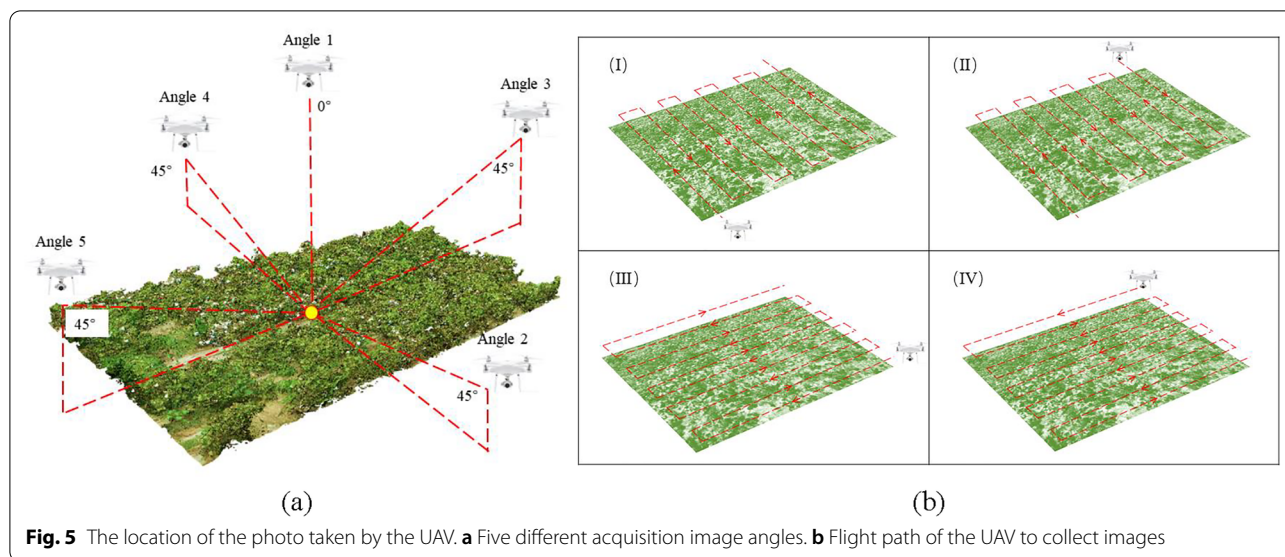 Angle 1
0°
Angle 4
45°
Angle 3
45°
Angle 5
45°
Angle 2
45°
(a)
(I)
(II)
(III)
(IV)
(b)
Fig. 5 The location of the photo taken by the UAV. a Five different acquisition image angles. b Flight path of the UAV to collect images